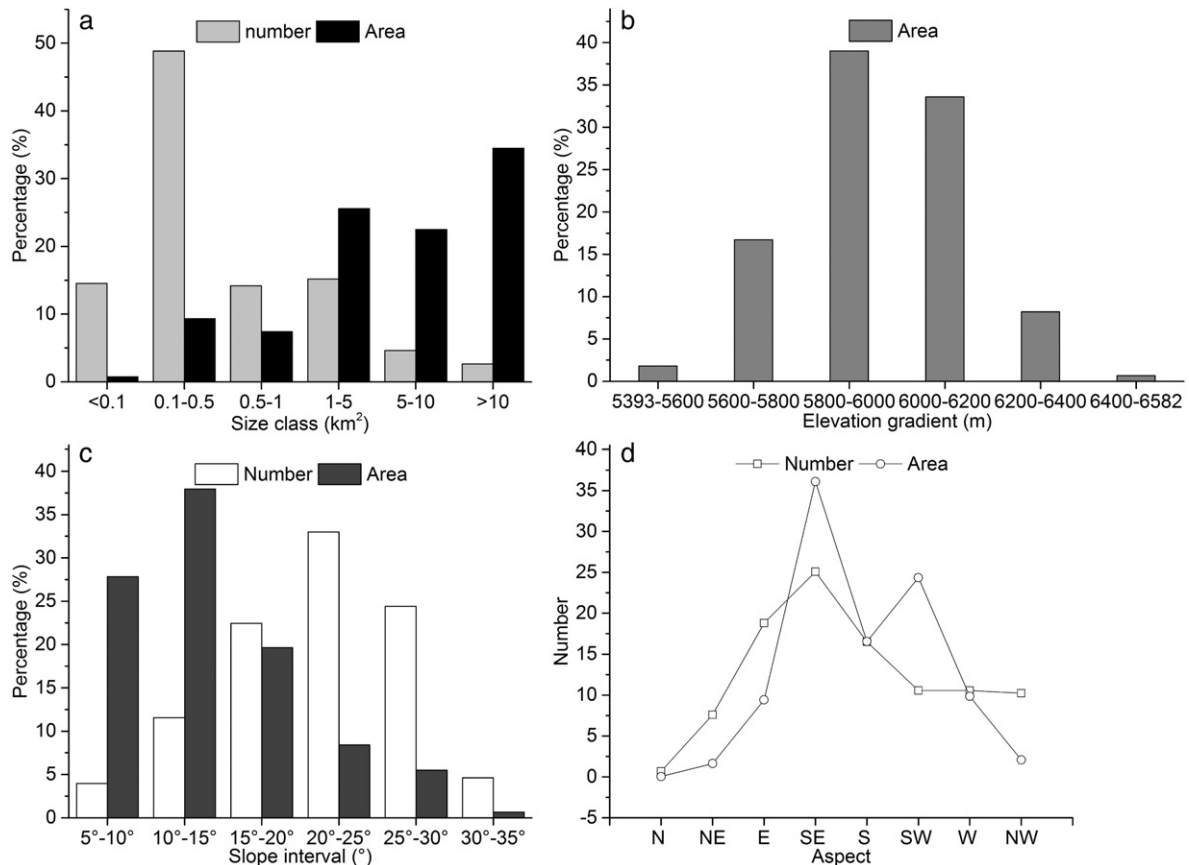 a
number Area
50
40
30
20
10
0
Percentage (%)
<0.1 0.1-0.5 0.5-1 1-5 5-10 >10
Size class (km²)
b
Area
40
35
30
25
20
15
10
5
0
Percentage (%)
5393-5600 5600-5800 5800-6000 6000-6200 6200-6400 6400-6582
Elevation gradient (m)
c
Number Area
40
35
30
25
20
15
10
5
0
Percentage (%)
5°-10° 10°-15° 15°-20° 20°-25° 25°-30° 30°-35°
Slope interval (°)
d
Number Area
40
35
30
25
20
15
10
5
0
-5
Number
N NE E SE S SW W NW
Aspect